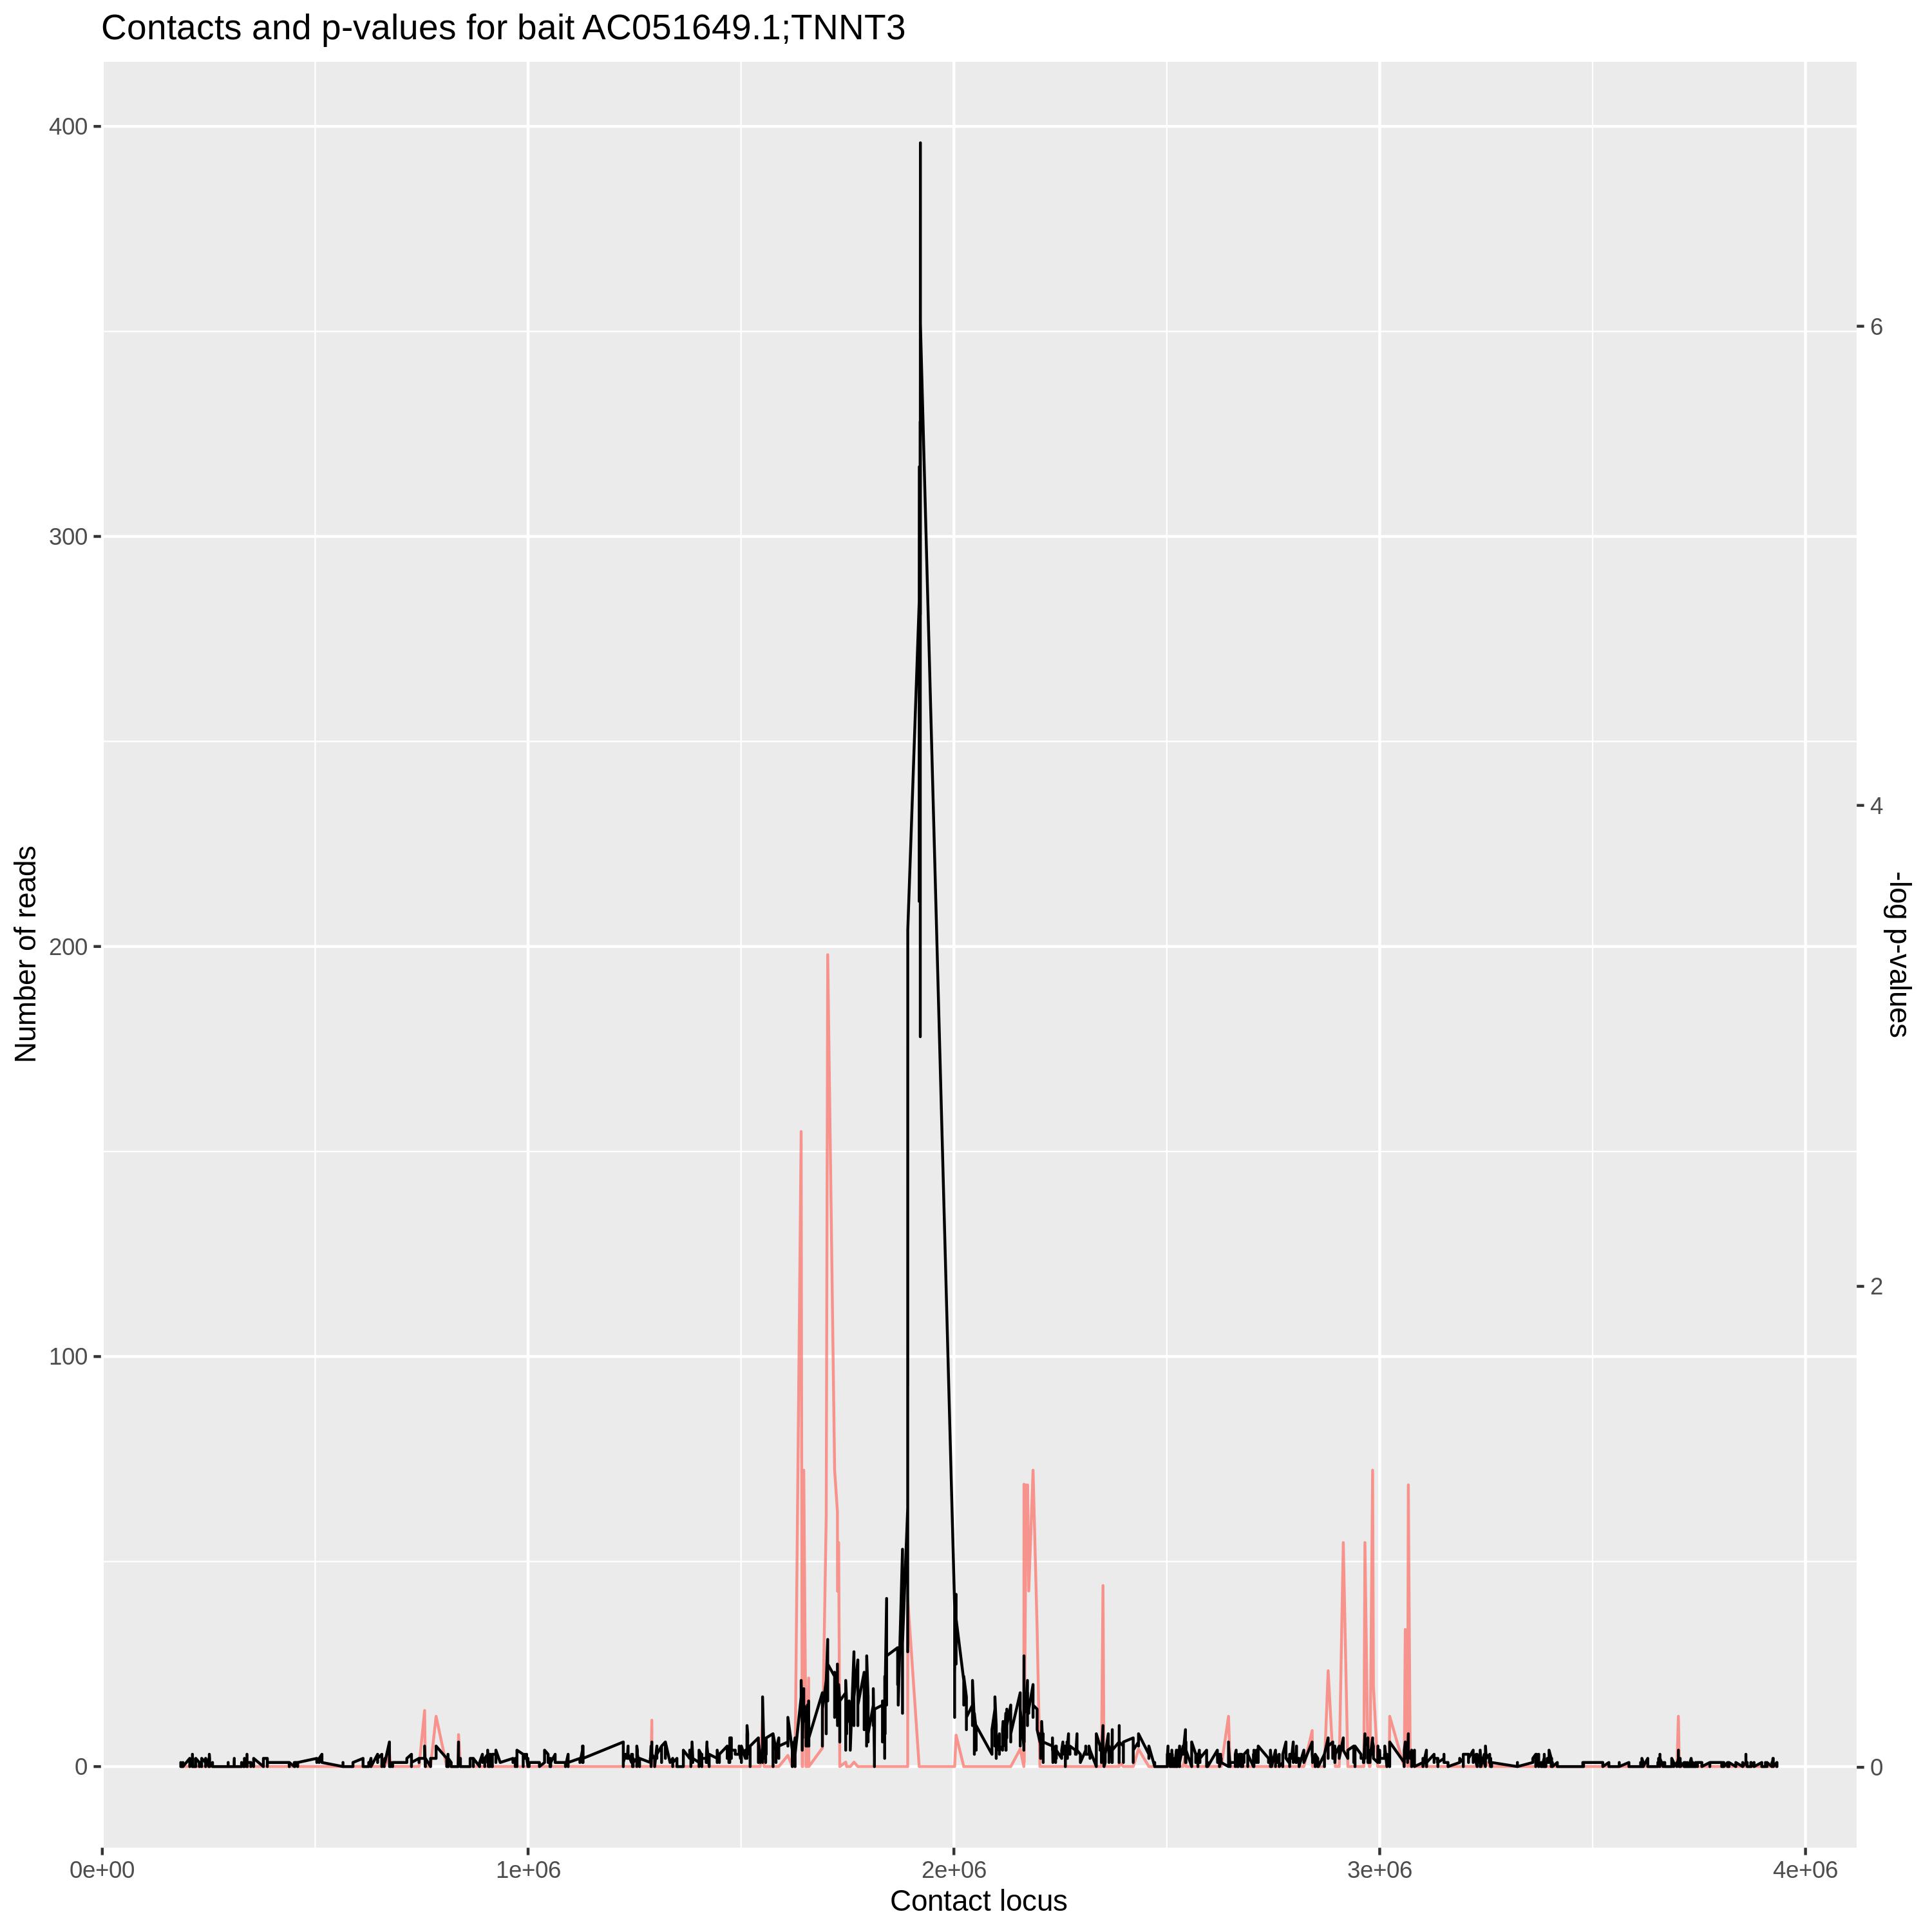 Contacts and p-values for bait AC051649.1;TNNT3
400
300
200
100
0
Number of reads
6
4
2
0
-log p-values
0e+00 1e+06 2e+06 3e+06 4e+06
Contact locus